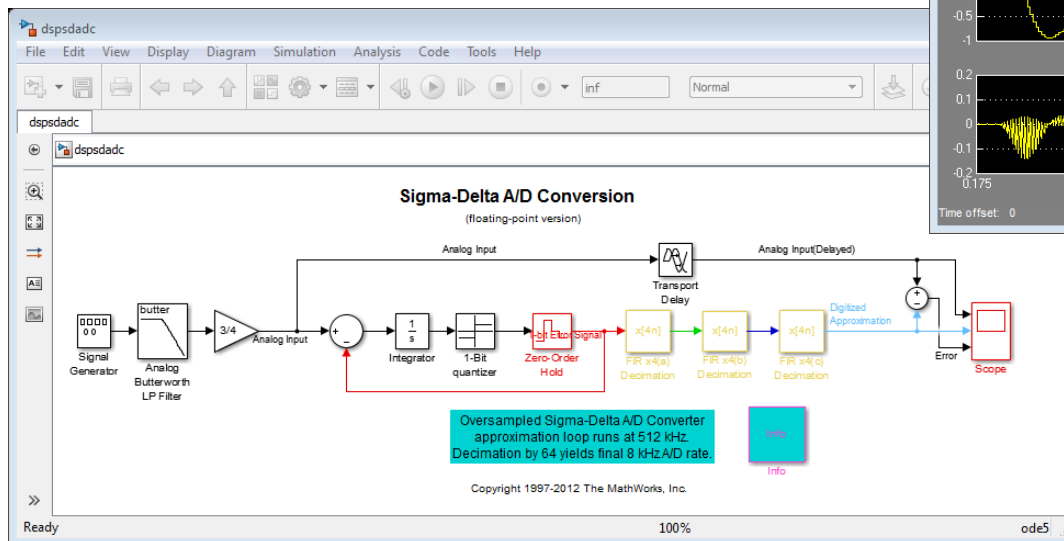 dspsdadc
File Edit View Display Diagram Simulation Analysis Code Tools Help
inf
Normal
dspsdadc
dspsdadc
-0.5
-1
0.2
0.1
0
-0.1
-0.2
0.175
Time offset: 0
Sigma-Delta A/D Conversion
(floating-point version)
Analog Input
Analog Input(Delayed)
Transport
Delay
butter
3/4
Analog Input
1
s
1-bit Error Signal
x[4n]
x[4n]
x[4n]
Digitized
Approximation
Error
Signal
Generator
Analog
Butterworth
LP Filter
Integrator
1-Bit
quantizer
Zero-Order
Hold
FIR x4(a)
Decimation
FIR x4(b)
Decimation
FIR x4(c)
Decimation
Scope
Oversampled Sigma-Delta A/D Converter
approximation loop runs at 512 kHz.
Decimation by 64 yields final 8 kHz A/D rate.
Info
Info
Copyright 1997-2012 The MathWorks, Inc.
Ready
100%
ode5